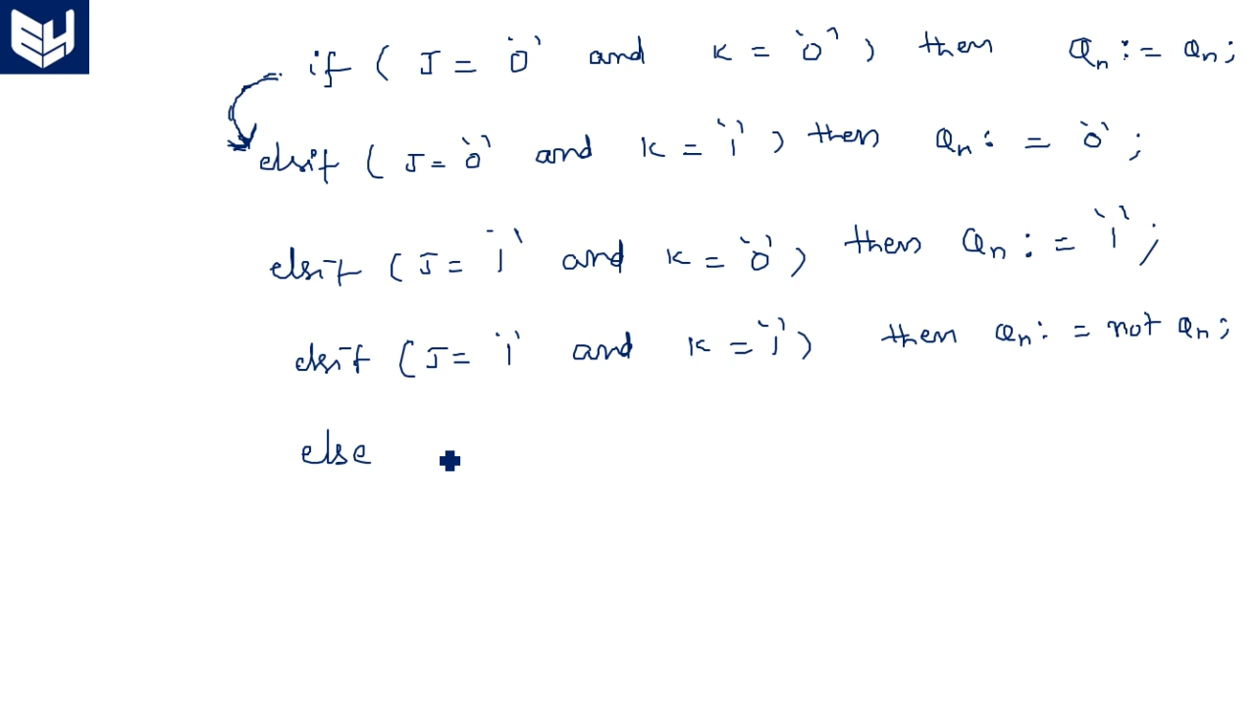 if ( J = '0' and K = '0' ) then Qn := Qn;
elsif ( J = '0' and K = '1' ) then Qn := '0';
elsif ( J = '1' and K = '0' ) then Qn := '1';
elsif ( J = '1' and K = '1' ) then Qn := not Qn;
else